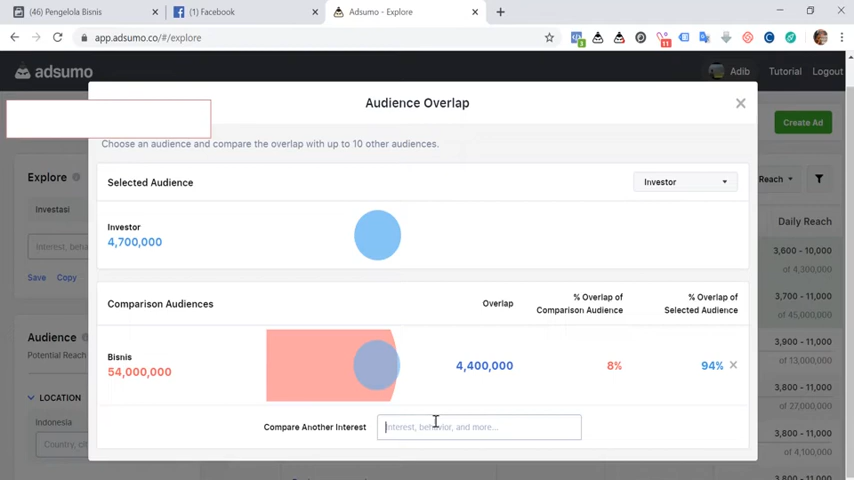 (46) Pengelola Bisnis
(1) Facebook
Adsumo - Explore
app.adsumo.co/#/explore
3
11
adsumo
Adib
Tutorial
Logout
Audience Overlap
Choose an audience and compare the overlap with up to 10 other audiences.
Create Ad
Explore
Selected Audience
Investor
Reach
Investasi
Daily Reach
Investor
4,700,000
Interest, beha
Save
Copy
3,600 - 10,000
of 4,300,000
3,700 - 11,000
of 45,000,000
Comparison Audiences
Overlap
% Overlap of
Comparison Audience
% Overlap of
Selected Audience
Audience
Potential Reach
3,900 - 11,000
of 13,000,000
Bisnis
54,000,000
4,400,000
8%
94%
LOCATION
Indonesia
Country, cit
3,800 - 11,000
of 27,000,000
Compare Another Interest
Interest, behavior, and more...
3,800 - 11,000
of 4,100,000